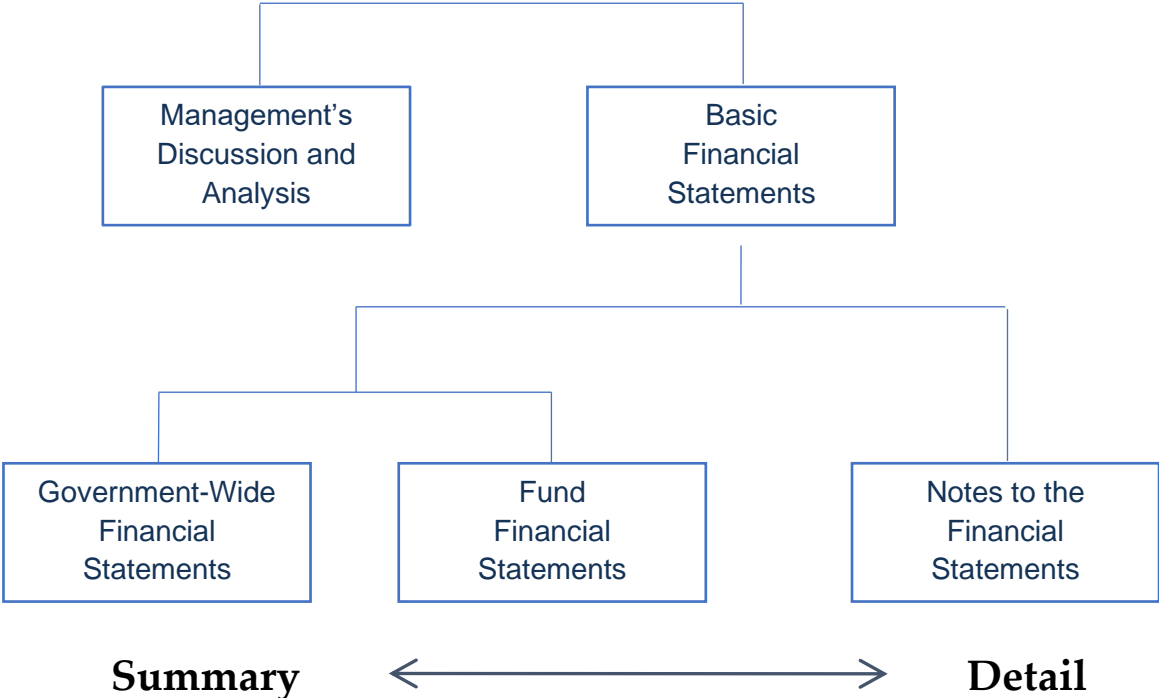 Management's
Discussion and
Analysis
Basic
Financial
Statements
Government-Wide
Financial
Statements
Fund
Financial
Statements
Notes to the
Financial
Statements
Summary
Detail